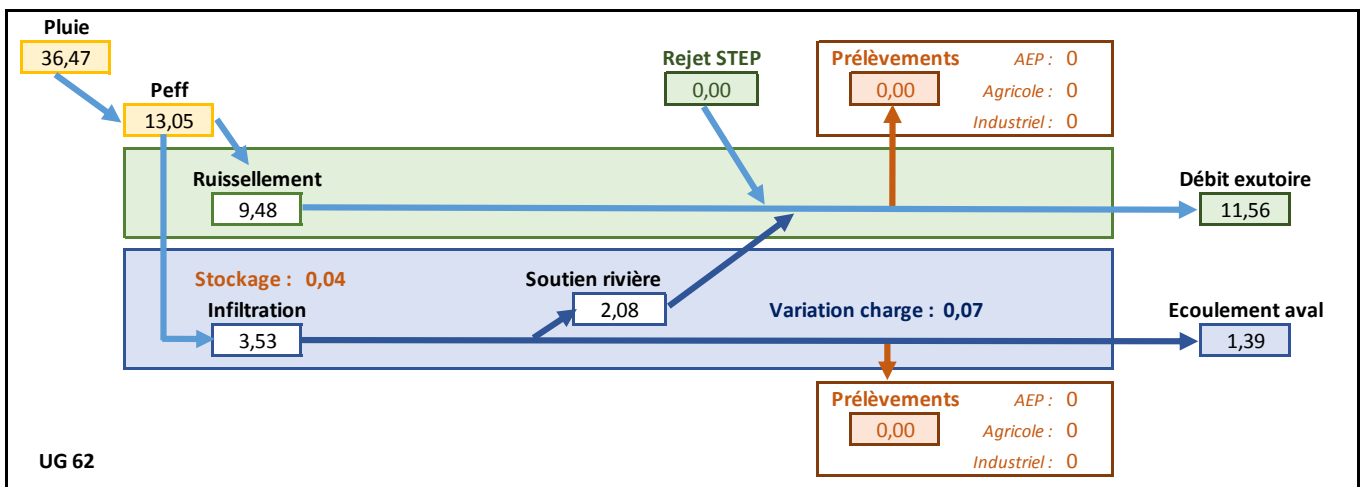 Pluie
36,47
Peff
13,05
Rejet STEP
0,00
Prélèvements
0,00
AEP : 0
Agricole : 0
Industriel : 0
Ruissellement
9,48
Débit exutoire
11,56
Stockage : 0,04
Infiltration
3,53
Soutien rivière
2,08
Variation charge : 0,07
Ecoulement aval
1,39
Prélèvements
0,00
AEP : 0
Agricole : 0
Industriel : 0
UG 62